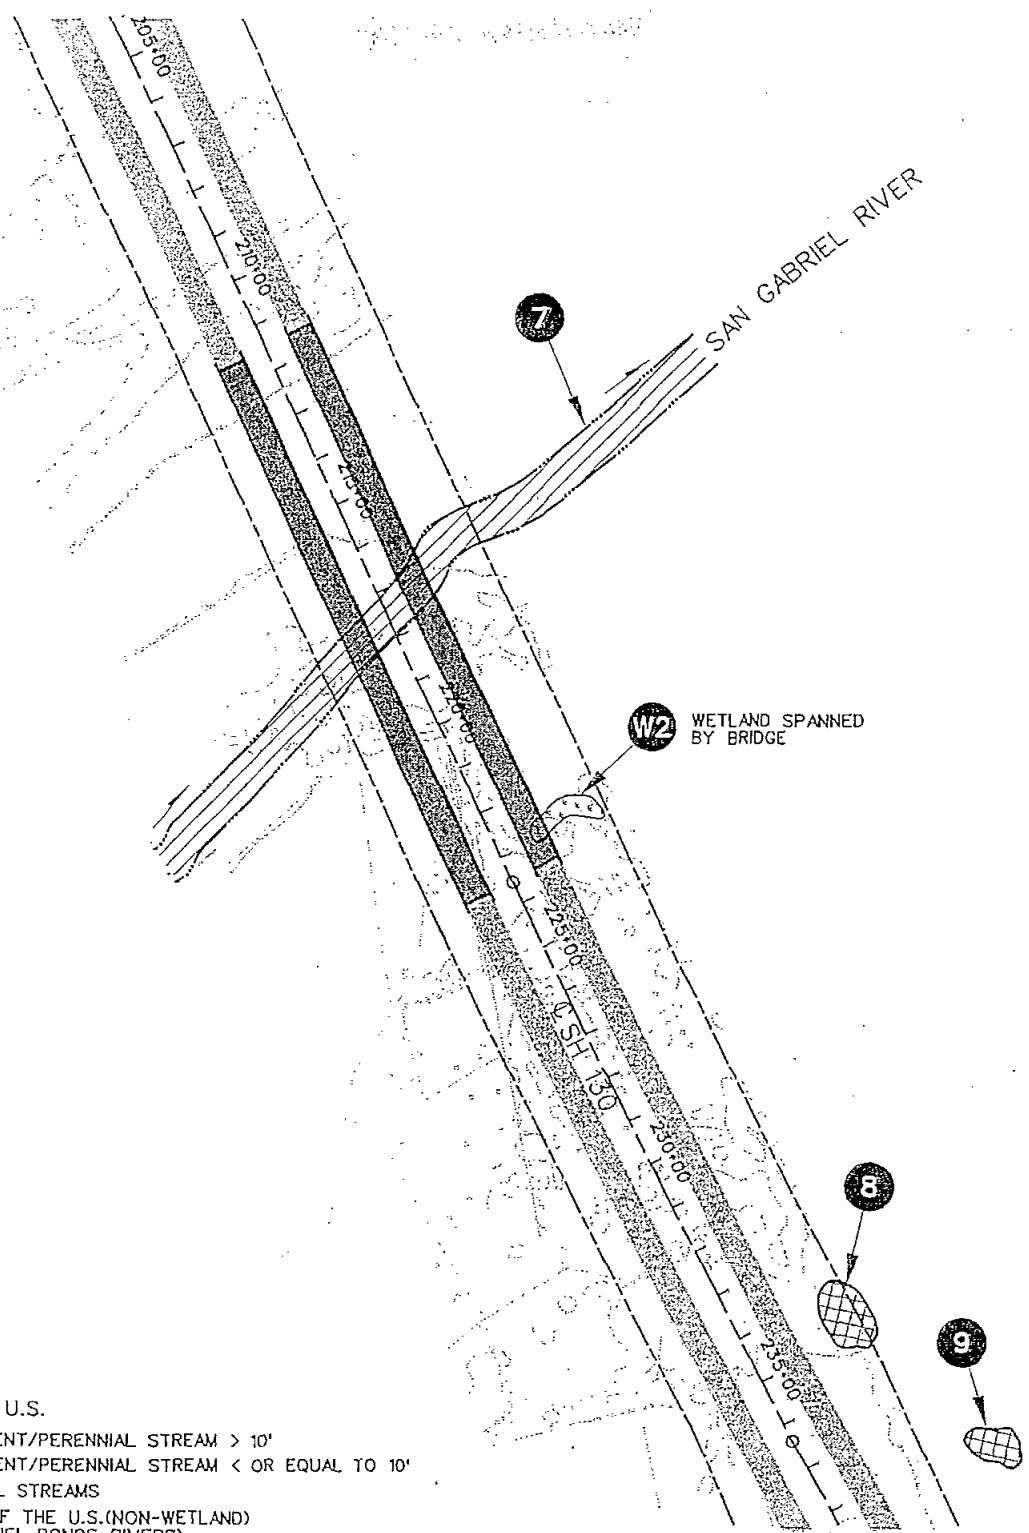 205+00
210+00
SAN GABRIEL RIVER
7
215+00
220+00
W2
WETLAND SPANNED
BY BRIDGE
225+00
℄ SH 130
230+00
8
235+00
9
U.S.
ENT/PERENNIAL STREAM > 10'
ENT/PERENNIAL STREAM < OR EQUAL TO 10'
L STREAMS
F THE U.S.(NON-WETLAND)